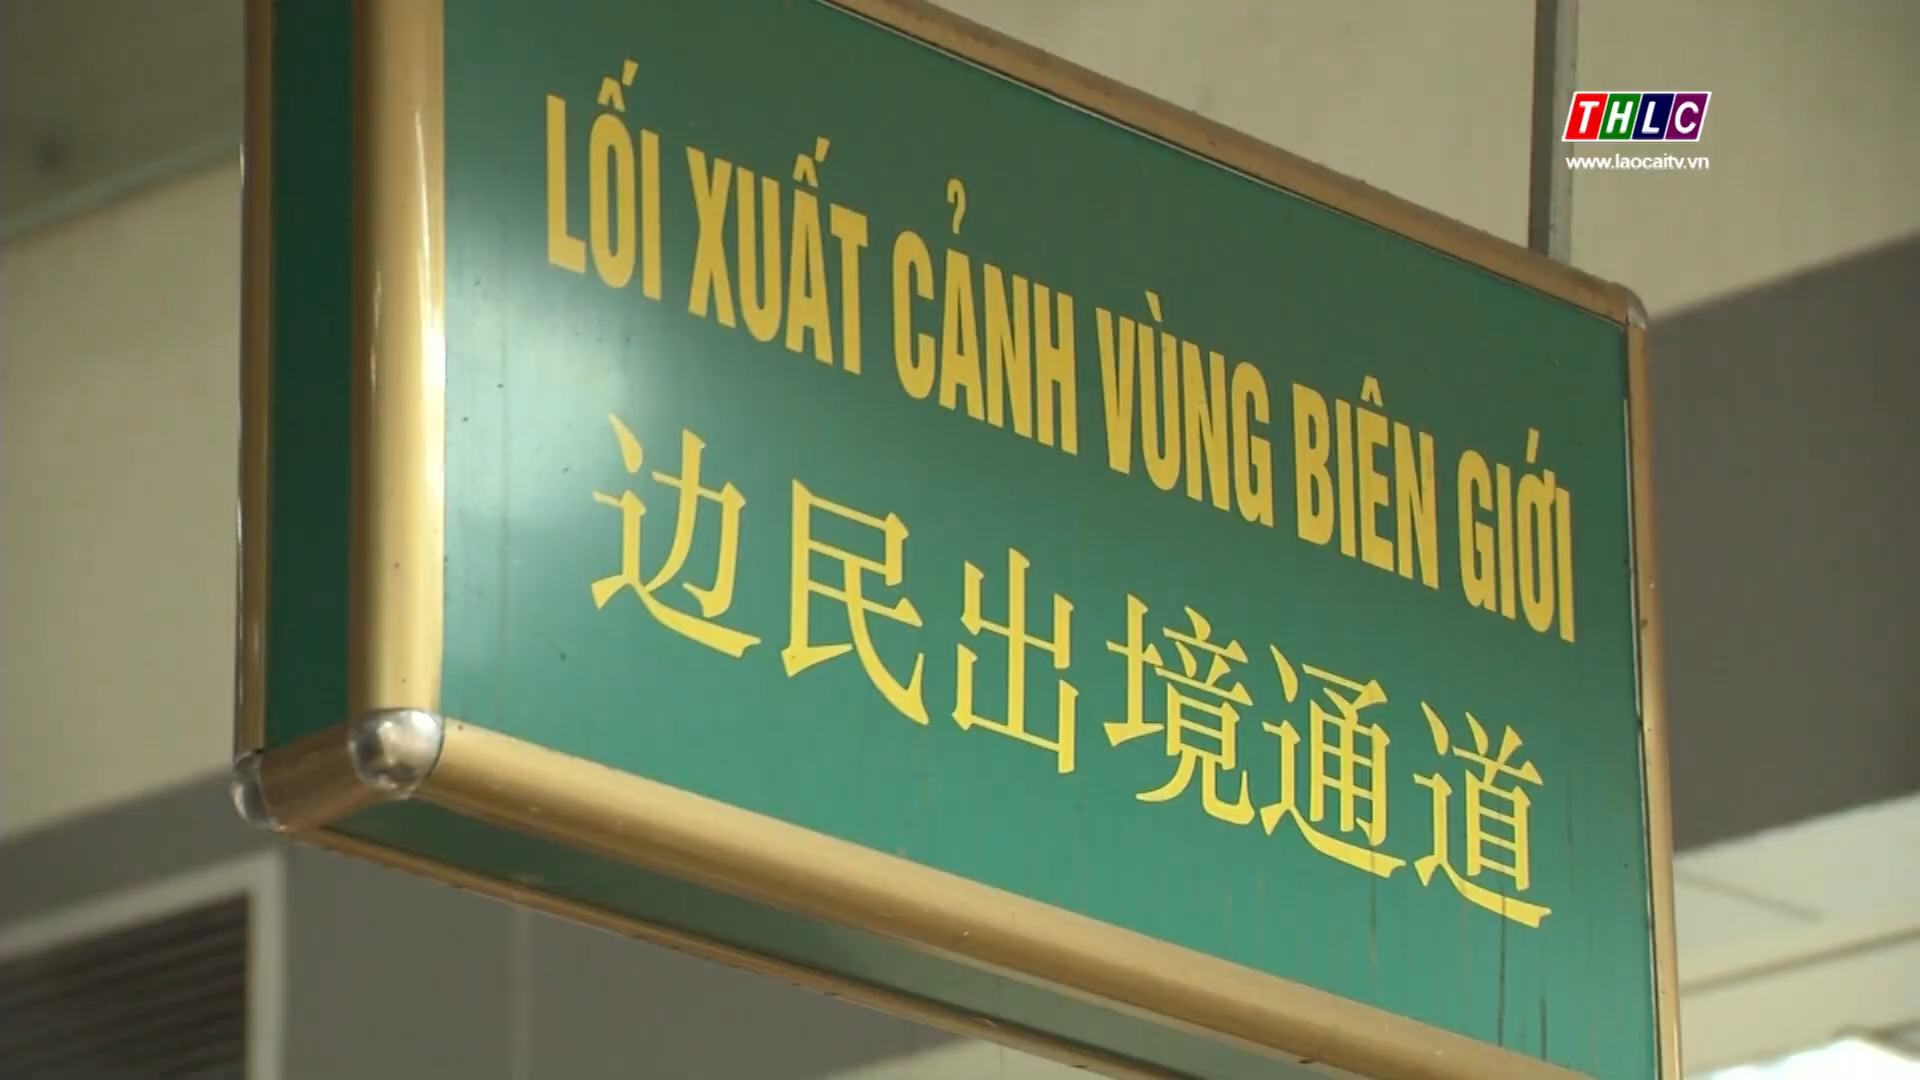 THLC
www.laocaitv.vn
LỐI XUẤT CẢNH VÙNG BIÊN GIỚI
边民出境通道